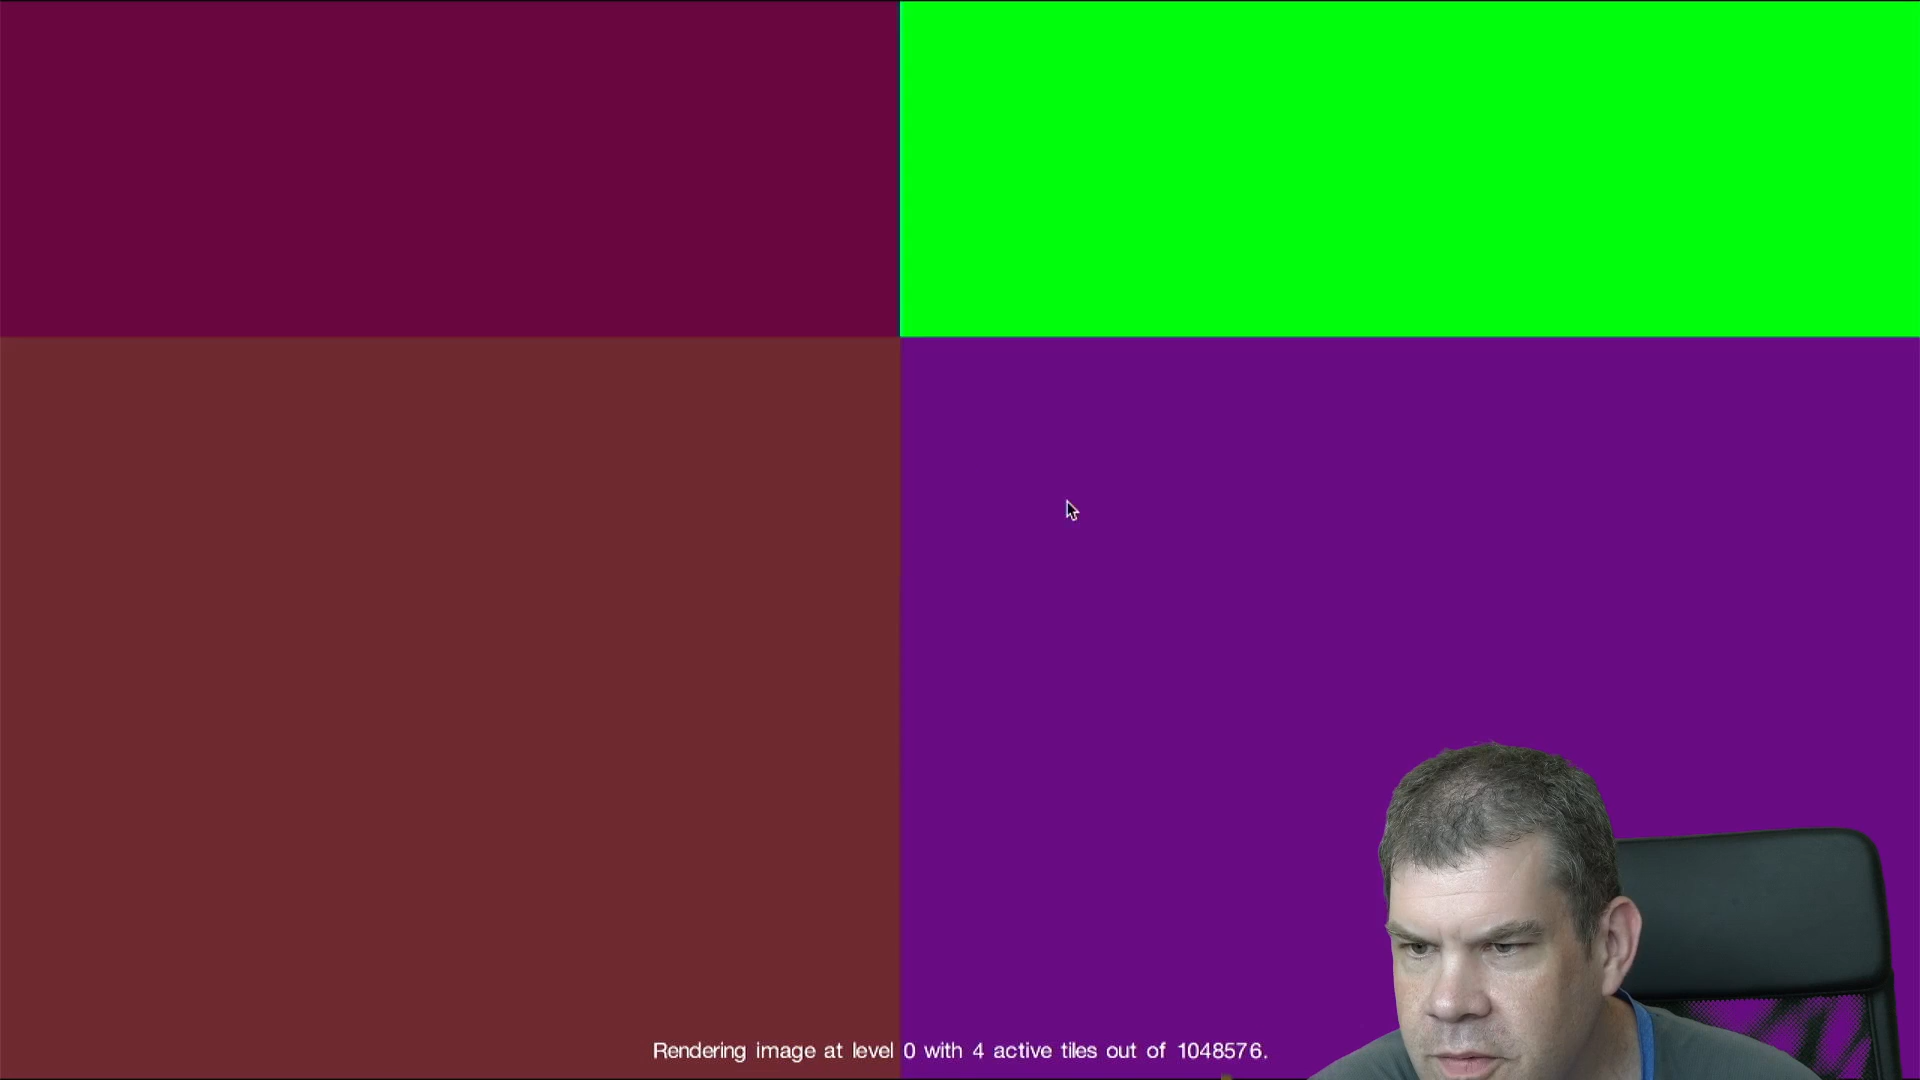 Rendering image at level 0 with 4 active tiles out of 1048576.